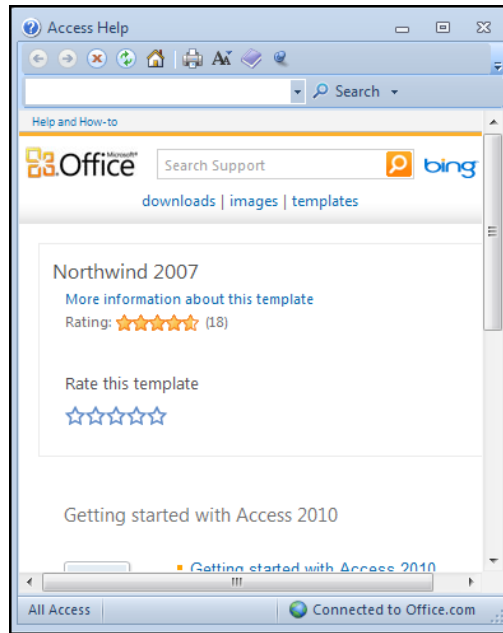 Access Help
Search
Help and How-to
Microsoft®
Office
Search Support
bing
downloads | images | templates
Northwind 2007
More information about this template
Rating: (18)
Rate this template
Getting started with Access 2010
Getting started with Access 2010
All Access
Connected to Office.com